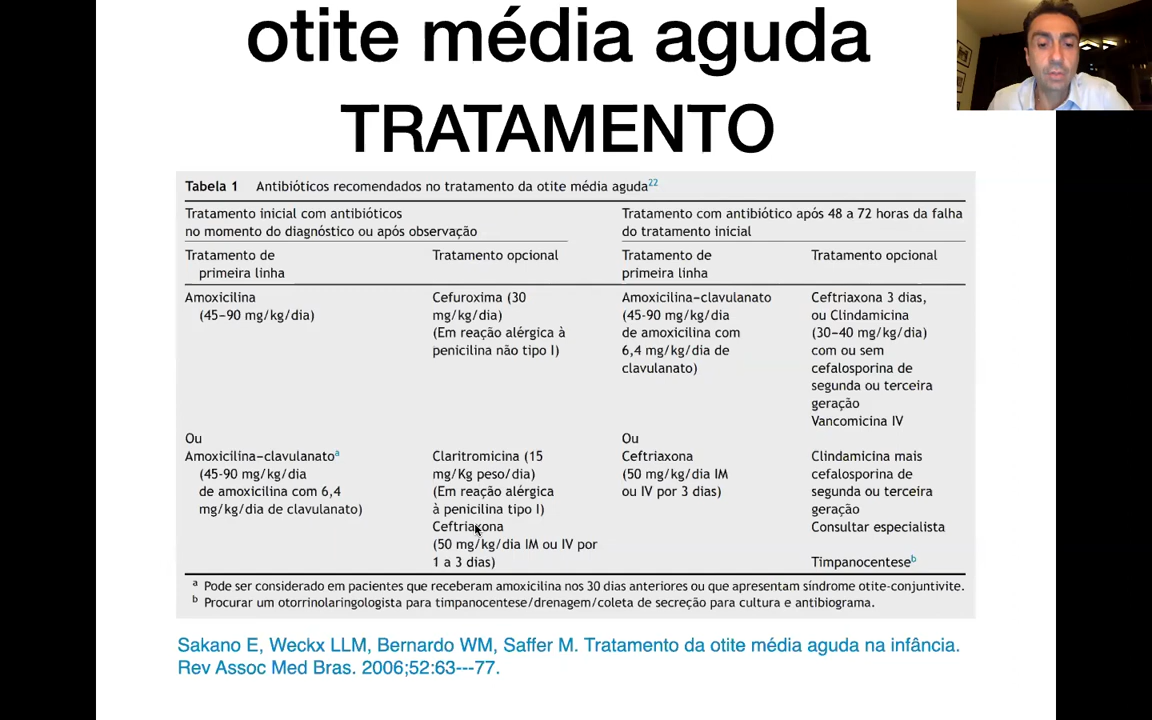 otite média aguda
TRATAMENTO
Tabela 1 Antibióticos recomendados no tratamento da otite média aguda22
Tratamento inicial com antibióticos
no momento do diagnóstico ou após observação
Tratamento com antibiótico após 48 a 72 horas da falha
do tratamento inicial
Tratamento de
primeira linha
Tratamento opcional
Tratamento de
primeira linha
Tratamento opcional
Amoxicilina
(45–90 mg/kg/dia)
Cefuroxima (30
mg/kg/dia)
(Em reação alérgica à
penicilina não tipo I)
Amoxicilina–clavulanato
(45-90 mg/kg/dia
de amoxicilina com
6,4 mg/kg/dia de
clavulanato)
Ceftriaxona 3 dias,
ou Clindamicina
(30–40 mg/kg/dia)
com ou sem
cefalosporina de
segunda ou terceira
geração
Vancomicina IV
Ou
Amoxicilina–clavulanatoa
(45-90 mg/kg/dia
de amoxicilina com 6,4
mg/kg/dia de clavulanato)
Claritromicina (15
mg/Kg peso/dia)
(Em reação alérgica
à penicilina tipo I)
Ceftriaxona
(50 mg/kg/dia IM ou IV por
1 a 3 dias)
Ou
Ceftriaxona
(50 mg/kg/dia IM
ou IV por 3 dias)
Clindamicina mais
cefalosporina de
segunda ou terceira
geração
Consultar especialista
Timpanocenteseb
a Pode ser considerado em pacientes que receberam amoxicilina nos 30 dias anteriores ou que apresentam síndrome otite-conjuntivite.
b Procurar um otorrinolaringologista para timpanocentese/drenagem/coleta de secreção para cultura e antibiograma.
Sakano E, Weckx LLM, Bernardo WM, Saffer M. Tratamento da otite média aguda na infância.
Rev Assoc Med Bras. 2006;52:63---77.